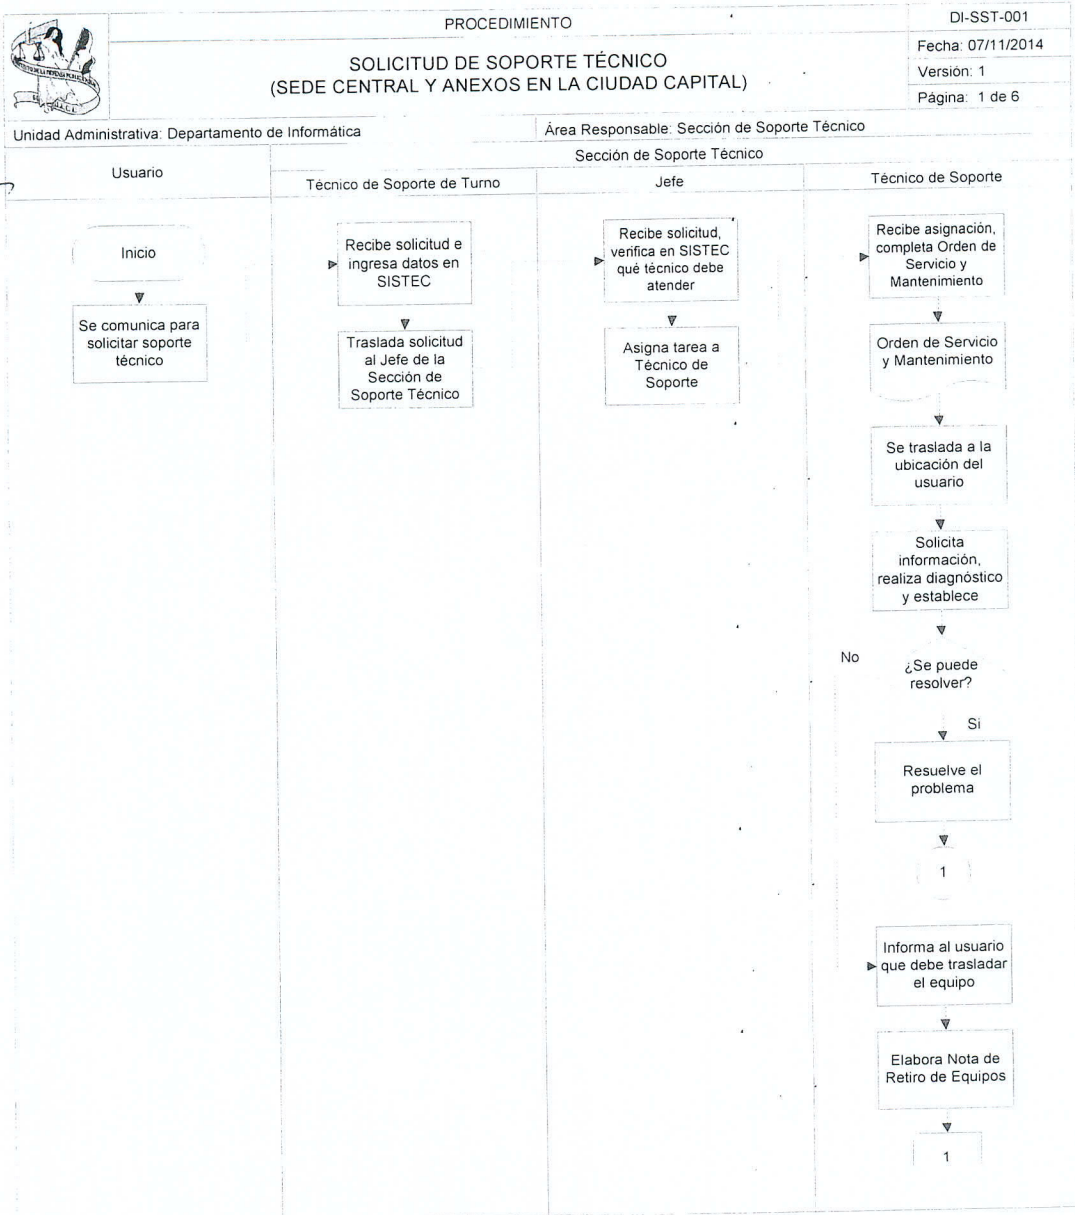 PROCEDIMIENTO
SOLICITUD DE SOPORTE TÉCNICO
(SEDE CENTRAL Y ANEXOS EN LA CIUDAD CAPITAL)
DI-SST-001
Fecha: 07/11/2014
Versión: 1
Página: 1 de 6
Unidad Administrativa: Departamento de Informática
Área Responsable: Sección de Soporte Técnico
Usuario
Sección de Soporte Técnico
Técnico de Soporte de Turno
Jefe
Técnico de Soporte
Inicio
Se comunica para
solicitar soporte
técnico
Recibe solicitud e
ingresa datos en
SISTEC
Traslada solicitud
al Jefe de la
Sección de
Soporte Técnico
Recibe solicitud,
verifica en SISTEC
qué técnico debe
atender
Asigna tarea a
Técnico de
Soporte
Recibe asignación,
completa Orden de
Servicio y
Mantenimiento
Orden de Servicio
y Mantenimiento
Se traslada a la
ubicación del
usuario
Solicita
información,
realiza diagnóstico
y establece
¿Se puede
resolver?
No
Si
Resuelve el
problema
1
Informa al usuario
que debe trasladar
el equipo
Elabora Nota de
Retiro de Equipos
1